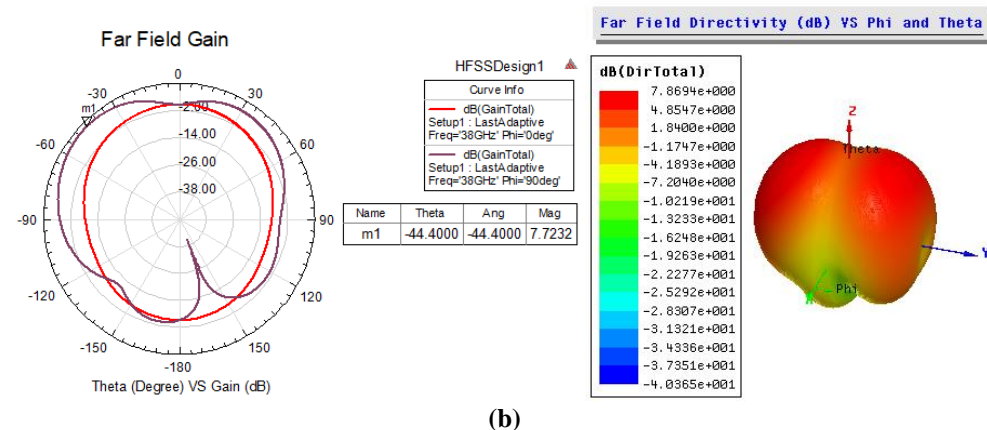 Far Field Gain
0
-30
30
m1
-60
60
-2.00
-14.00
-26.00
-38.00
-90
90
-120
120
-150
150
-180
Theta (Degree) VS Gain (dB)
HFSSDesign1
Curve Info
dB(GainTotal)
Setup1 : LastAdaptive
Freq='38GHz' Phi='0deg'
dB(GainTotal)
Setup1 : LastAdaptive
Freq='38GHz' Phi='90deg'
Name Theta Ang Mag
m1 -44.4000 -44.4000 7.7232
Far Field Directivity (dB) VS Phi and Theta
dB(DirTotal)
7.8694e+000
4.8547e+000
1.8400e+000
-1.1747e+000
-4.1893e+000
-7.2040e+000
-1.0219e+001
-1.3233e+001
-1.6248e+001
-1.9263e+001
-2.2277e+001
-2.5292e+001
-2.8307e+001
-3.1321e+001
-3.4336e+001
-3.7351e+001
-4.0365e+001
Z
Theta
Y
X
Phi
(b)